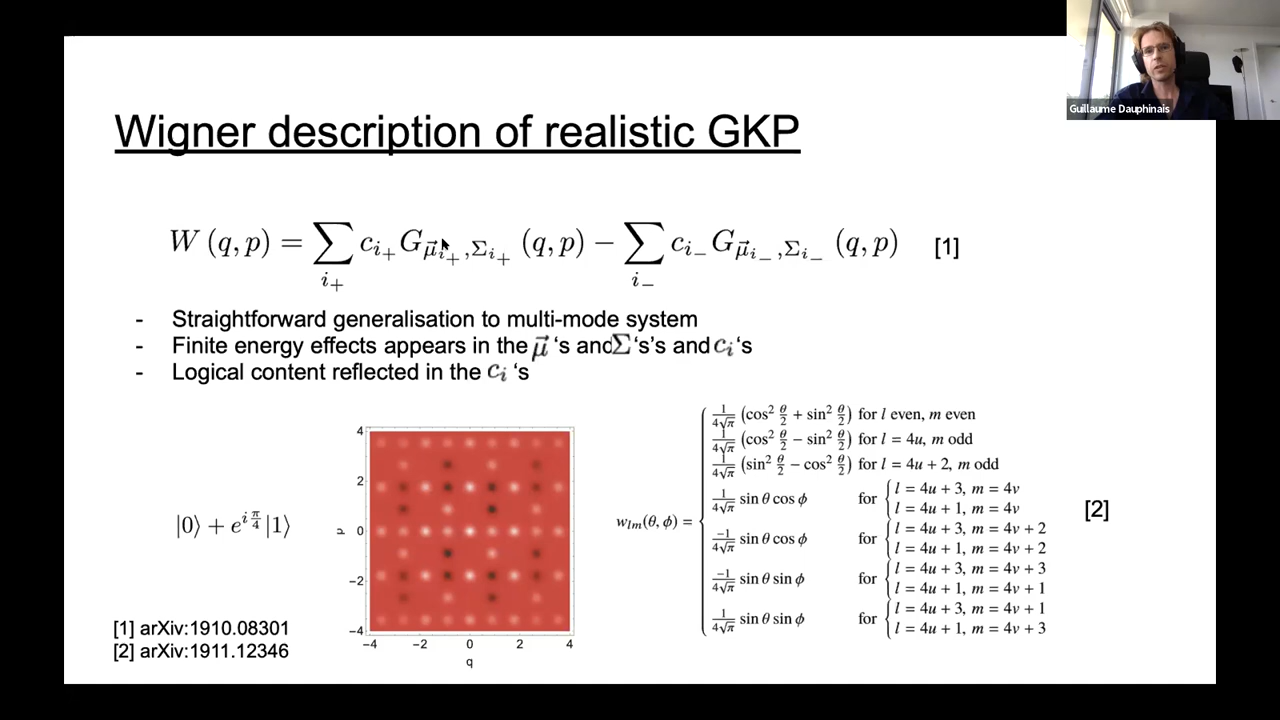 Guillaume Dauphinais
Wigner description of realistic GKP
W (q, p) = ∑_{i₊} c_{i₊} G_{μ⃗_{i₊}, Σ_{i₊}} (q, p) − ∑_{i₋} c_{i₋} G_{μ⃗_{i₋}, Σ_{i₋}} (q, p) [1]
- Straightforward generalisation to multi-mode system
- Finite energy effects appears in the μ⃗ 's and Σ 's's and c_i 's
- Logical content reflected in the c_i 's
|0⟩ + e^{i π/4} |1⟩
4
2
p 0
−2
−4
−4 −2 0 2 4
q
w_{lm}(θ, ϕ) =
1/(4√π) (cos² θ/2 + sin² θ/2) for l even, m even
1/(4√π) (cos² θ/2 − sin² θ/2) for l = 4u, m odd
1/(4√π) (sin² θ/2 − cos² θ/2) for l = 4u + 2, m odd
1/(4√π) sin θ cos ϕ for { l = 4u + 3, m = 4v
l = 4u + 1, m = 4v
−1/(4√π) sin θ cos ϕ for { l = 4u + 3, m = 4v + 2
l = 4u + 1, m = 4v + 2
−1/(4√π) sin θ sin ϕ for { l = 4u + 3, m = 4v + 3
l = 4u + 1, m = 4v + 1
1/(4√π) sin θ sin ϕ for { l = 4u + 3, m = 4v + 1
l = 4u + 1, m = 4v + 3
[2]
[1] arXiv:1910.08301
[2] arXiv:1911.12346